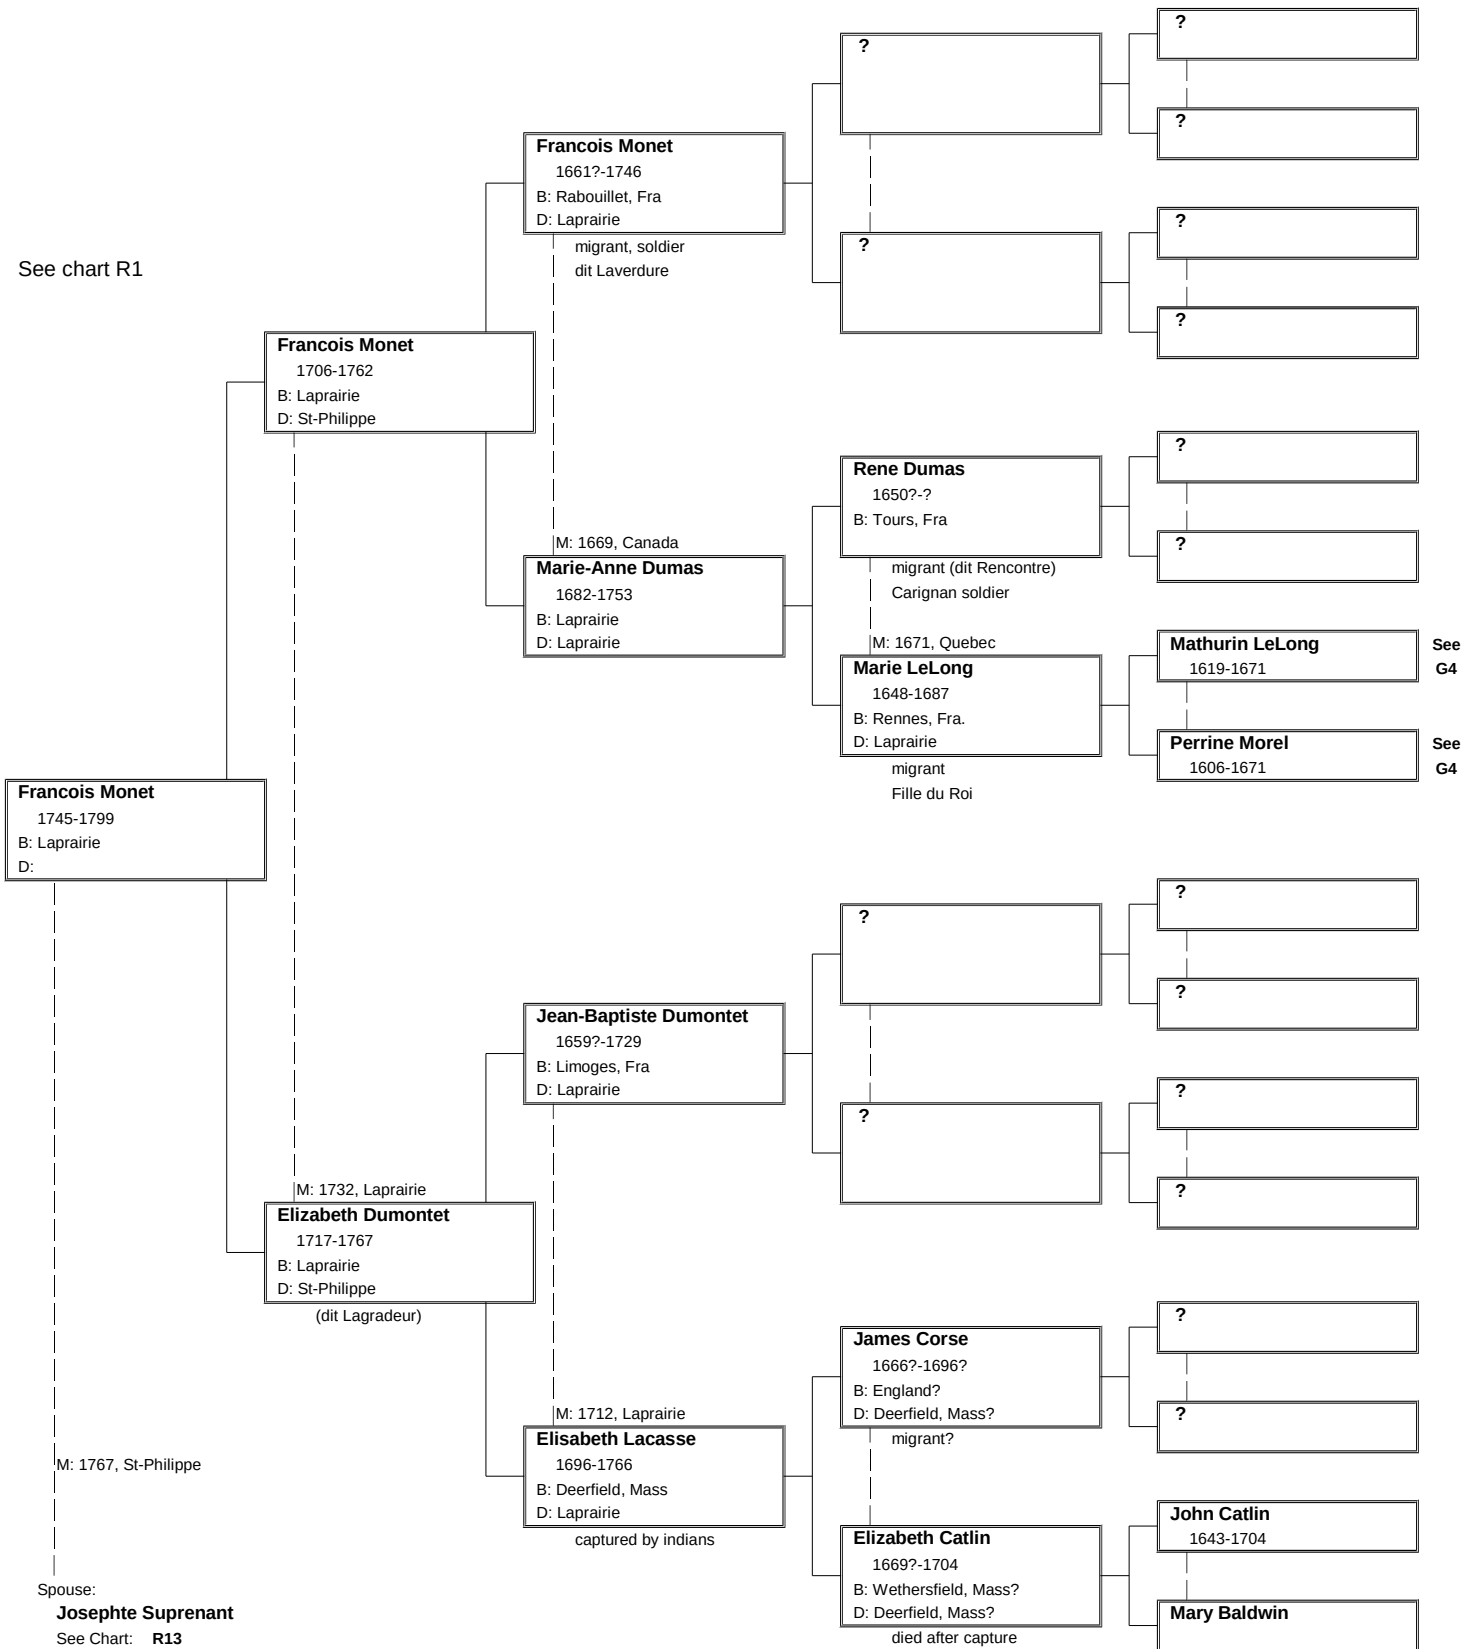 See chart R1
Francois Monet
1745-1799
B: Laprairie
D:
M: 1767, St-Philippe
Spouse:
Josephte Suprenant
See Chart: R13
Francois Monet
1706-1762
B: Laprairie
D: St-Philippe
M: 1732, Laprairie
Elizabeth Dumontet
1717-1767
B: Laprairie
D: St-Philippe
(dit Lagradeur)
Francois Monet
1661?-1746
B: Rabouillet, Fra
D: Laprairie
migrant, soldier
dit Laverdure
M: 1669, Canada
Marie-Anne Dumas
1682-1753
B: Laprairie
D: Laprairie
Jean-Baptiste Dumontet
1659?-1729
B: Limoges, Fra
D: Laprairie
M: 1712, Laprairie
Elisabeth Lacasse
1696-1766
B: Deerfield, Mass
D: Laprairie
captured by indians
?
?
Rene Dumas
1650?-?
B: Tours, Fra
migrant (dit Rencontre)
Carignan soldier
M: 1671, Quebec
Marie LeLong
1648-1687
B: Rennes, Fra.
D: Laprairie
migrant
Fille du Roi
?
?
James Corse
1666?-1696?
B: England?
D: Deerfield, Mass?
migrant?
Elizabeth Catlin
1669?-1704
B: Wethersfield, Mass?
D: Deerfield, Mass?
died after capture
?
?
?
?
?
?
Mathurin LeLong
1619-1671
See
G4
Perrine Morel
1606-1671
See
G4
?
?
?
?
?
?
John Catlin
1643-1704
Mary Baldwin